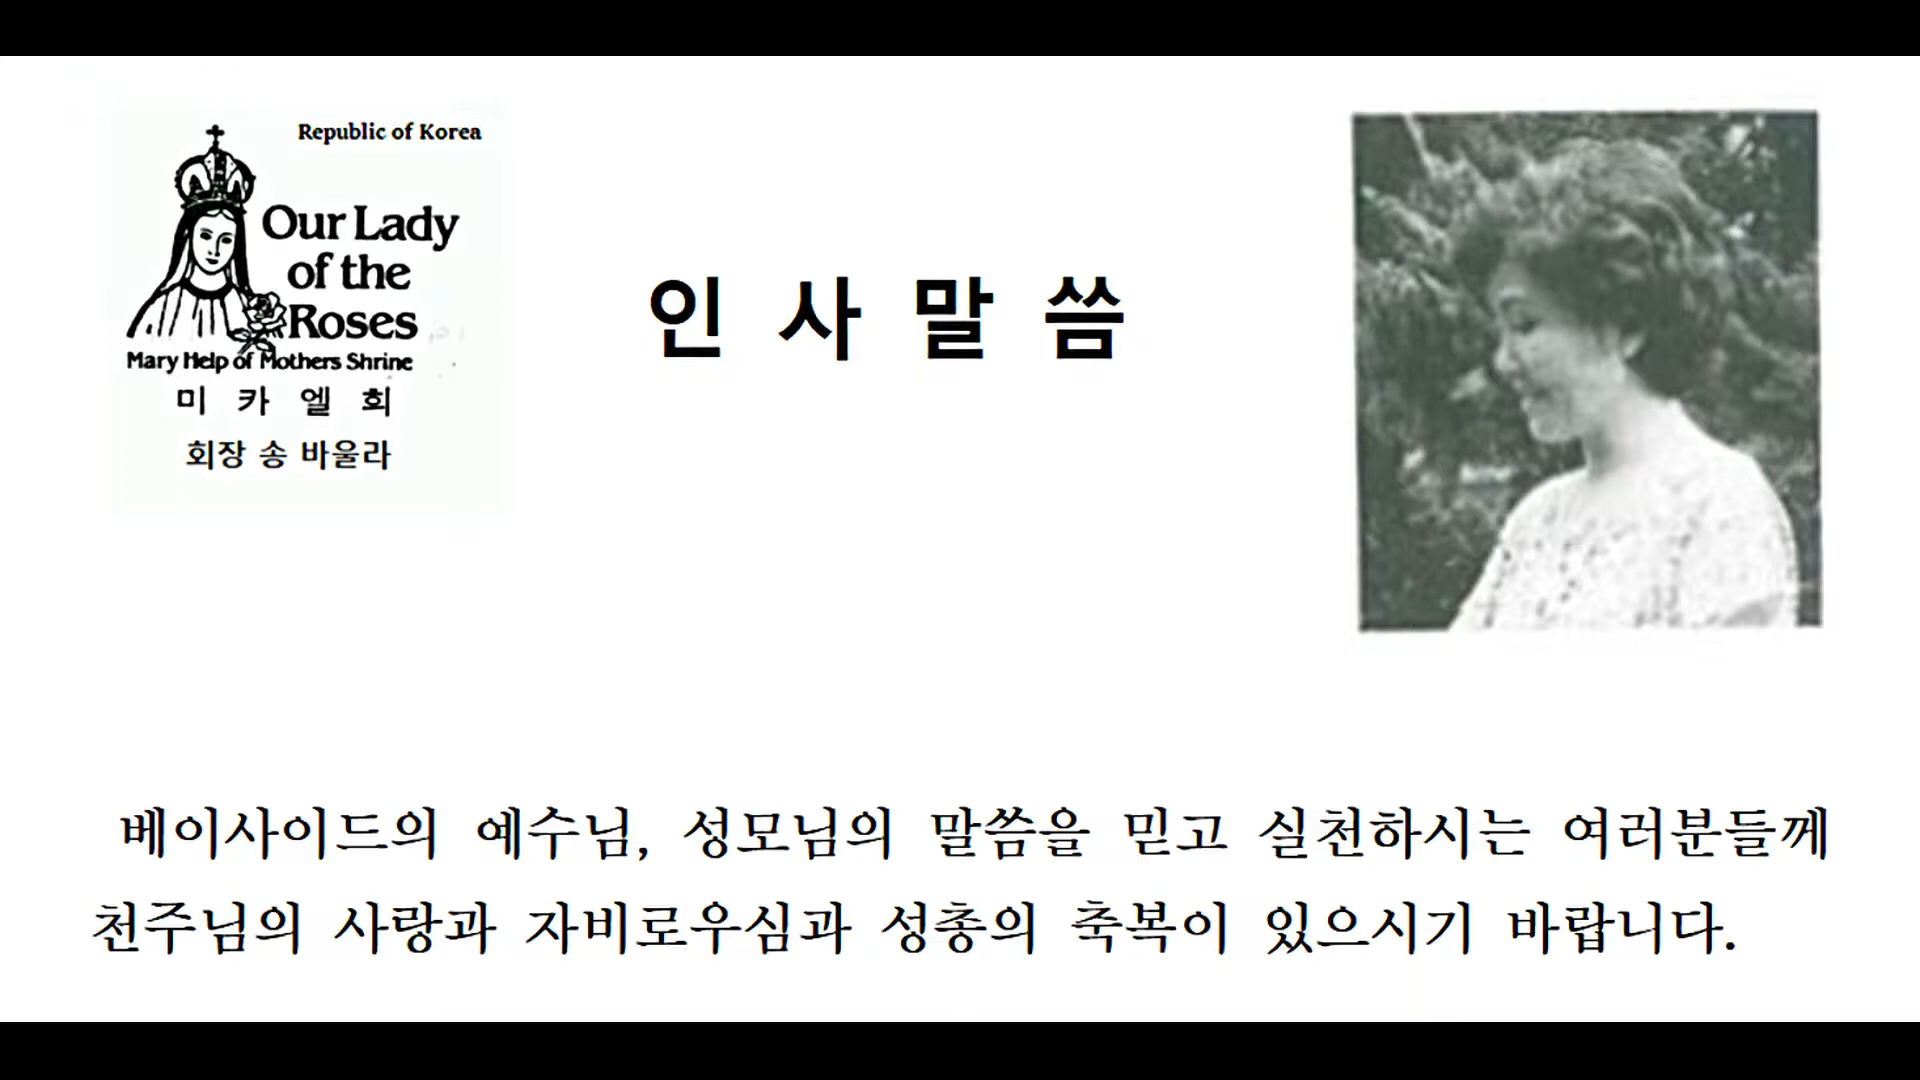 Republic of Korea
Our Lady
of the
Roses
Mary Help of Mothers Shrine
미 카 엘 회
회장 송 바울라
인 사 말 씀
베이사이드의 예수님, 성모님의 말씀을 믿고 실천하시는 여러분들께
천주님의 사랑과 자비로우심과 성총의 축복이 있으시기 바랍니다.